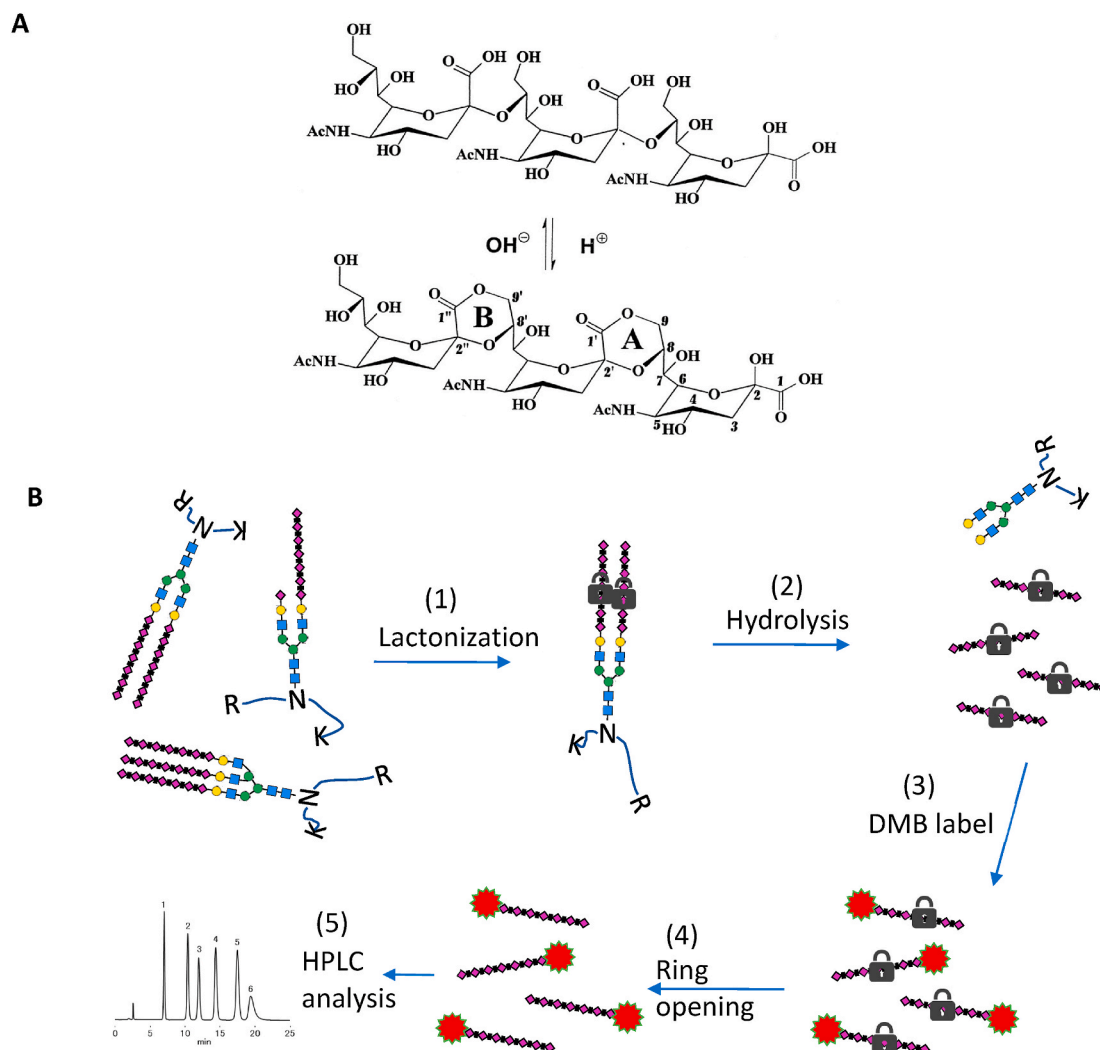 A
OH
OH
OH
O
OH
OH
OH
OH
O
HO
OH
O
OH
OH
O
O
O
O
OH
AcNH
HO
AcNH
HO
AcNH
HO
O
OH⊖
H⊕
OH
O
O
9'
O
O
9
OH
HO
1''
B
8'
OH
1'
A
8
OH
OH
O
2''
O
O
2'
O
7
6
O
2
1
OH
AcNH
HO
AcNH
HO
AcNH
5
4
HO
3
O
B
R
N
K
R
N
K
R
N
K
(1)
Lactonization
K
N
R
(2)
Hydrolysis
R
N
K
(3)
DMB label
(4)
Ring
opening
(5)
HPLC
analysis
1
2
3
4
5
6
0 5 10 15 20 25
min